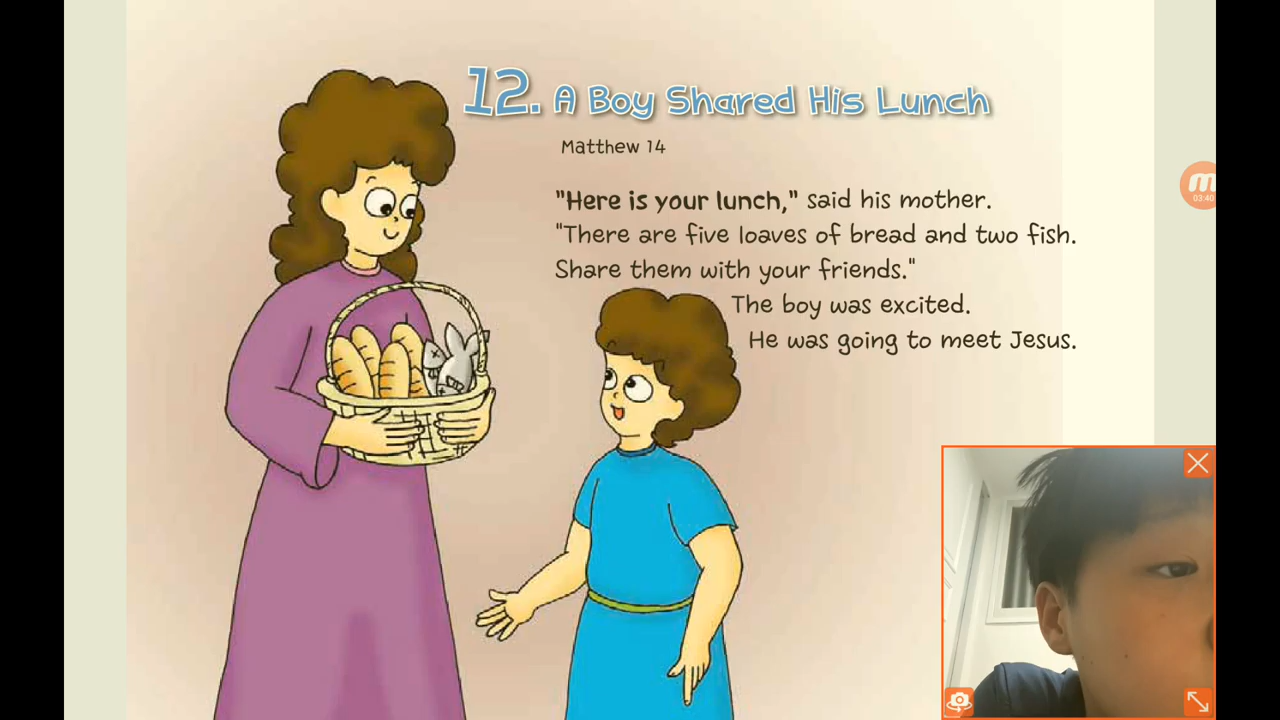 12. A Boy Shared His Lunch
Matthew 14
"Here is your lunch," said his mother.
"There are five loaves of bread and two fish.
Share them with your friends."
The boy was excited.
He was going to meet Jesus.
03:40